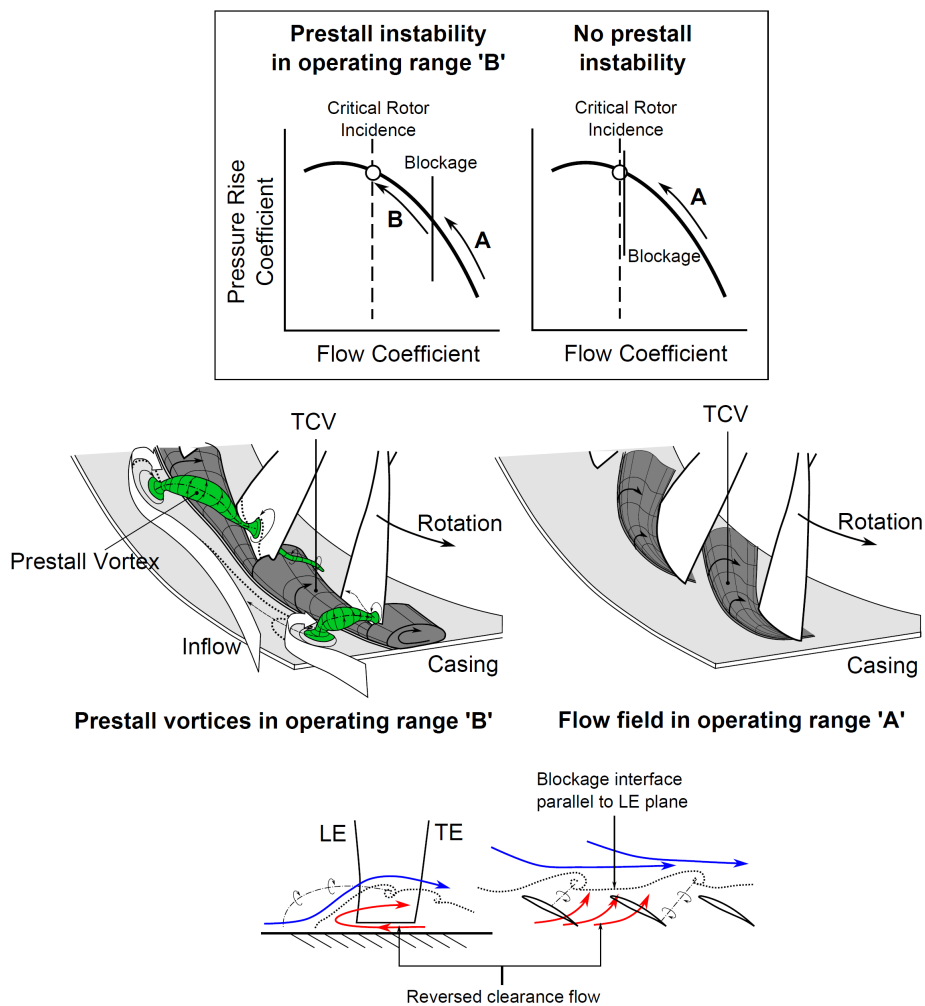 Prestall instability
in operating range 'B'
No prestall
instability
Critical Rotor
Incidence
Critical Rotor
Incidence
Blockage
B
A
A
Blockage
Pressure Rise
Coefficient
Flow Coefficient
Flow Coefficient
TCV
TCV
Rotation
Rotation
Prestall Vortex
Inflow
Casing
Casing
Prestall vortices in operating range 'B'
Flow field in operating range 'A'
Blockage interface
parallel to LE plane
LE
TE
Reversed clearance flow